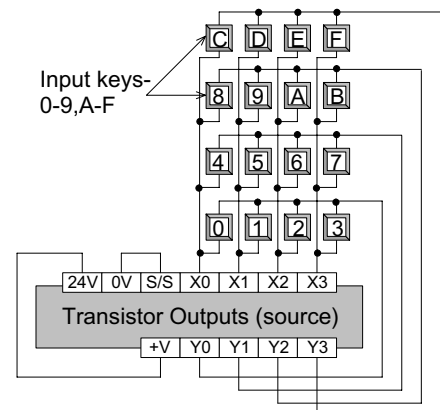 C D E F
Input keys-
0-9,A-F
8 9 A B
4 5 6 7
0 1 2 3
24V 0V S/S X0 X1 X2 X3
Transistor Outputs (source)
+V Y0 Y1 Y2 Y3